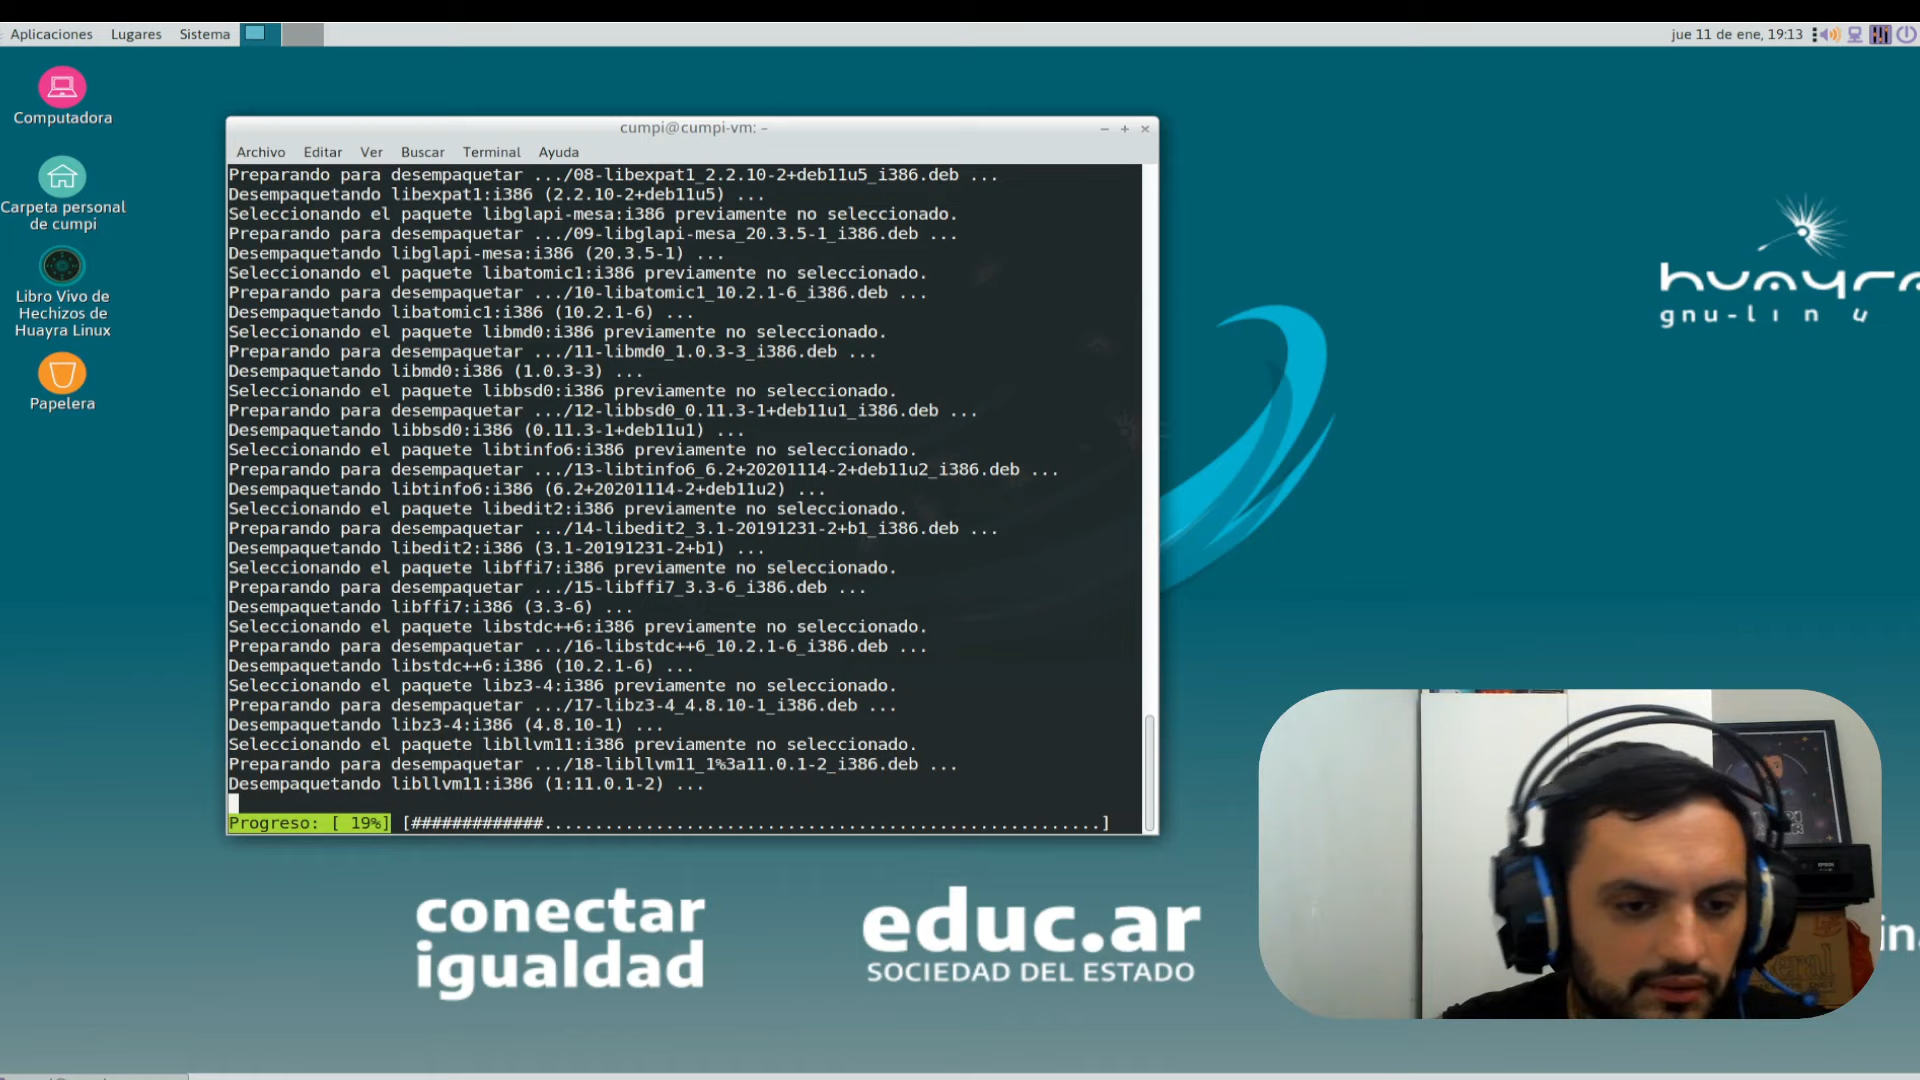 Aplicaciones Lugares Sistema
jue 11 de ene, 19:13
Computadora
Carpeta personal
de cumpi
Libro Vivo de
Hechizos de
Huayra Linux
Papelera
cumpi@cumpi-vm: ~
Archivo Editar Ver Buscar Terminal Ayuda
Preparando para desempaquetar .../08-libexpat1_2.2.10-2+deb11u5_i386.deb ...
Desempaquetando libexpat1:i386 (2.2.10-2+deb11u5) ...
Seleccionando el paquete libglapi-mesa:i386 previamente no seleccionado.
Preparando para desempaquetar .../09-libglapi-mesa_20.3.5-1_i386.deb ...
Desempaquetando libglapi-mesa:i386 (20.3.5-1) ...
Seleccionando el paquete libatomic1:i386 previamente no seleccionado.
Preparando para desempaquetar .../10-libatomic1_10.2.1-6_i386.deb ...
Desempaquetando libatomic1:i386 (10.2.1-6) ...
Seleccionando el paquete libmd0:i386 previamente no seleccionado.
Preparando para desempaquetar .../11-libmd0_1.0.3-3_i386.deb ...
Desempaquetando libmd0:i386 (1.0.3-3) ...
Seleccionando el paquete libbsd0:i386 previamente no seleccionado.
Preparando para desempaquetar .../12-libbsd0_0.11.3-1+deb11u1_i386.deb ...
Desempaquetando libbsd0:i386 (0.11.3-1+deb11u1) ...
Seleccionando el paquete libtinfo6:i386 previamente no seleccionado.
Preparando para desempaquetar .../13-libtinfo6_6.2+20201114-2+deb11u2_i386.deb ...
Desempaquetando libtinfo6:i386 (6.2+20201114-2+deb11u2) ...
Seleccionando el paquete libedit2:i386 previamente no seleccionado.
Preparando para desempaquetar .../14-libedit2_3.1-20191231-2+b1_i386.deb ...
Desempaquetando libedit2:i386 (3.1-20191231-2+b1) ...
Seleccionando el paquete libffi7:i386 previamente no seleccionado.
Preparando para desempaquetar .../15-libffi7_3.3-6_i386.deb ...
Desempaquetando libffi7:i386 (3.3-6) ...
Seleccionando el paquete libstdc++6:i386 previamente no seleccionado.
Preparando para desempaquetar .../16-libstdc++6_10.2.1-6_i386.deb ...
Desempaquetando libstdc++6:i386 (10.2.1-6) ...
Seleccionando el paquete libz3-4:i386 previamente no seleccionado.
Preparando para desempaquetar .../17-libz3-4_4.8.10-1_i386.deb ...
Desempaquetando libz3-4:i386 (4.8.10-1) ...
Seleccionando el paquete libllvm11:i386 previamente no seleccionado.
Preparando para desempaquetar .../18-libllvm11_1%3a11.0.1-2_i386.deb ...
Desempaquetando libllvm11:i386 (1:11.0.1-2) ...
Progreso: [ 19%] [#############.......................................................]
huayra
gnu-linu
conectar
igualdad
educ.ar
SOCIEDAD DEL ESTADO
EPSON